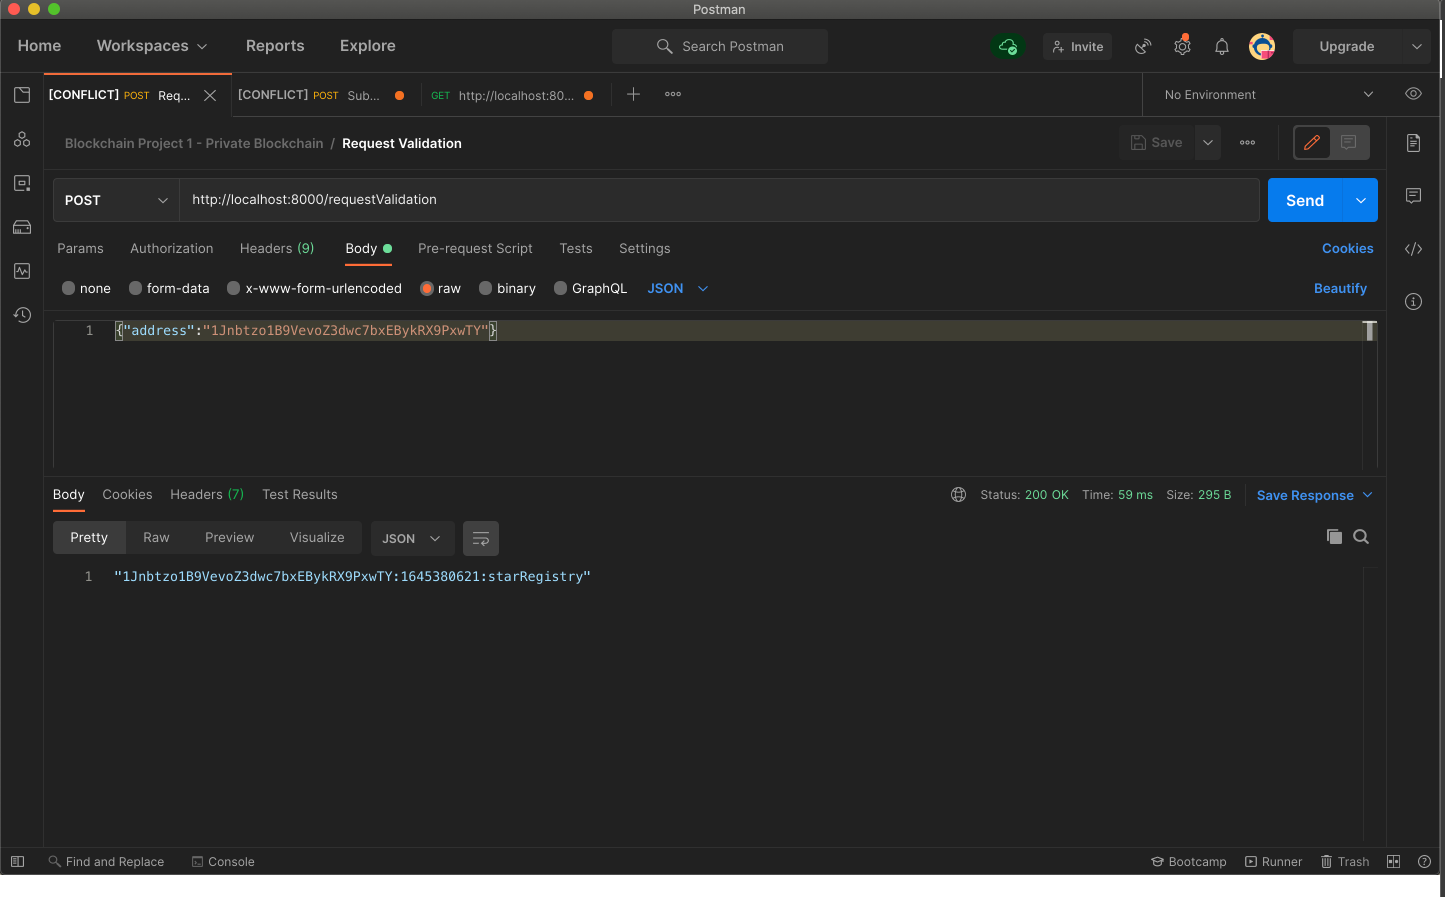 Postman
Home Workspaces Reports Explore Search Postman Invite Upgrade
[CONFLICT] POST Req... [CONFLICT] POST Sub... GET http://localhost:80... No Environment
Blockchain Project 1 - Private Blockchain / Request Validation Save
POST http://localhost:8000/requestValidation Send
Params Authorization Headers (9) Body Pre-request Script Tests Settings Cookies
none form-data x-www-form-urlencoded raw binary GraphQL JSON Beautify
1 {"address":"1Jnbtzo1B9VevoZ3dwc7bxEBykRX9PxwTY"}
Body Cookies Headers (7) Test Results Status: 200 OK Time: 59 ms Size: 295 B Save Response
Pretty Raw Preview Visualize JSON
1 "1Jnbtzo1B9VevoZ3dwc7bxEBykRX9PxwTY:1645380621:starRegistry"
Find and Replace Console Bootcamp Runner Trash